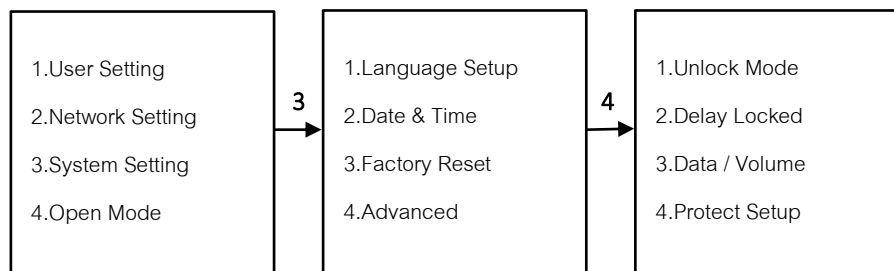 1.User Setting
2.Network Setting
3.System Setting
4.Open Mode
3
1.Language Setup
2.Date & Time
3.Factory Reset
4.Advanced
4
1.Unlock Mode
2.Delay Locked
3.Data / Volume
4.Protect Setup